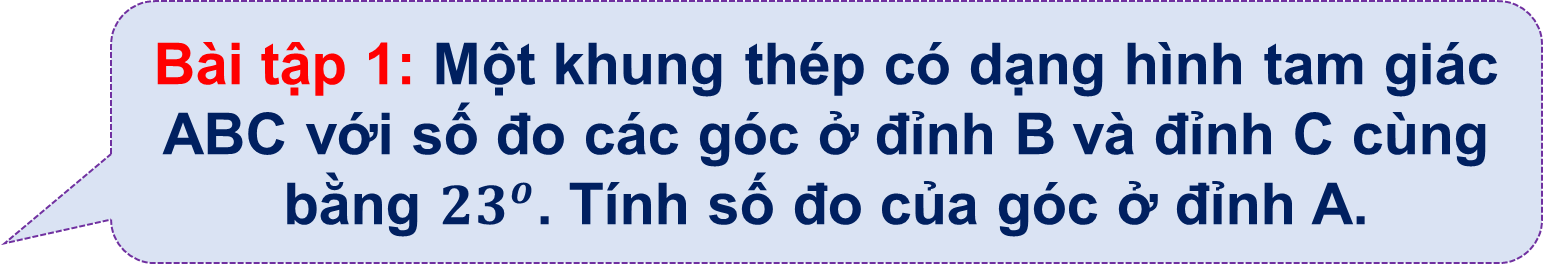 Bài tập 1: Một khung thép có dạng hình tam giác
ABC với số đo các góc ở đỉnh B và đỉnh C cùng
bằng 23ᵒ. Tính số đo của góc ở đỉnh A.